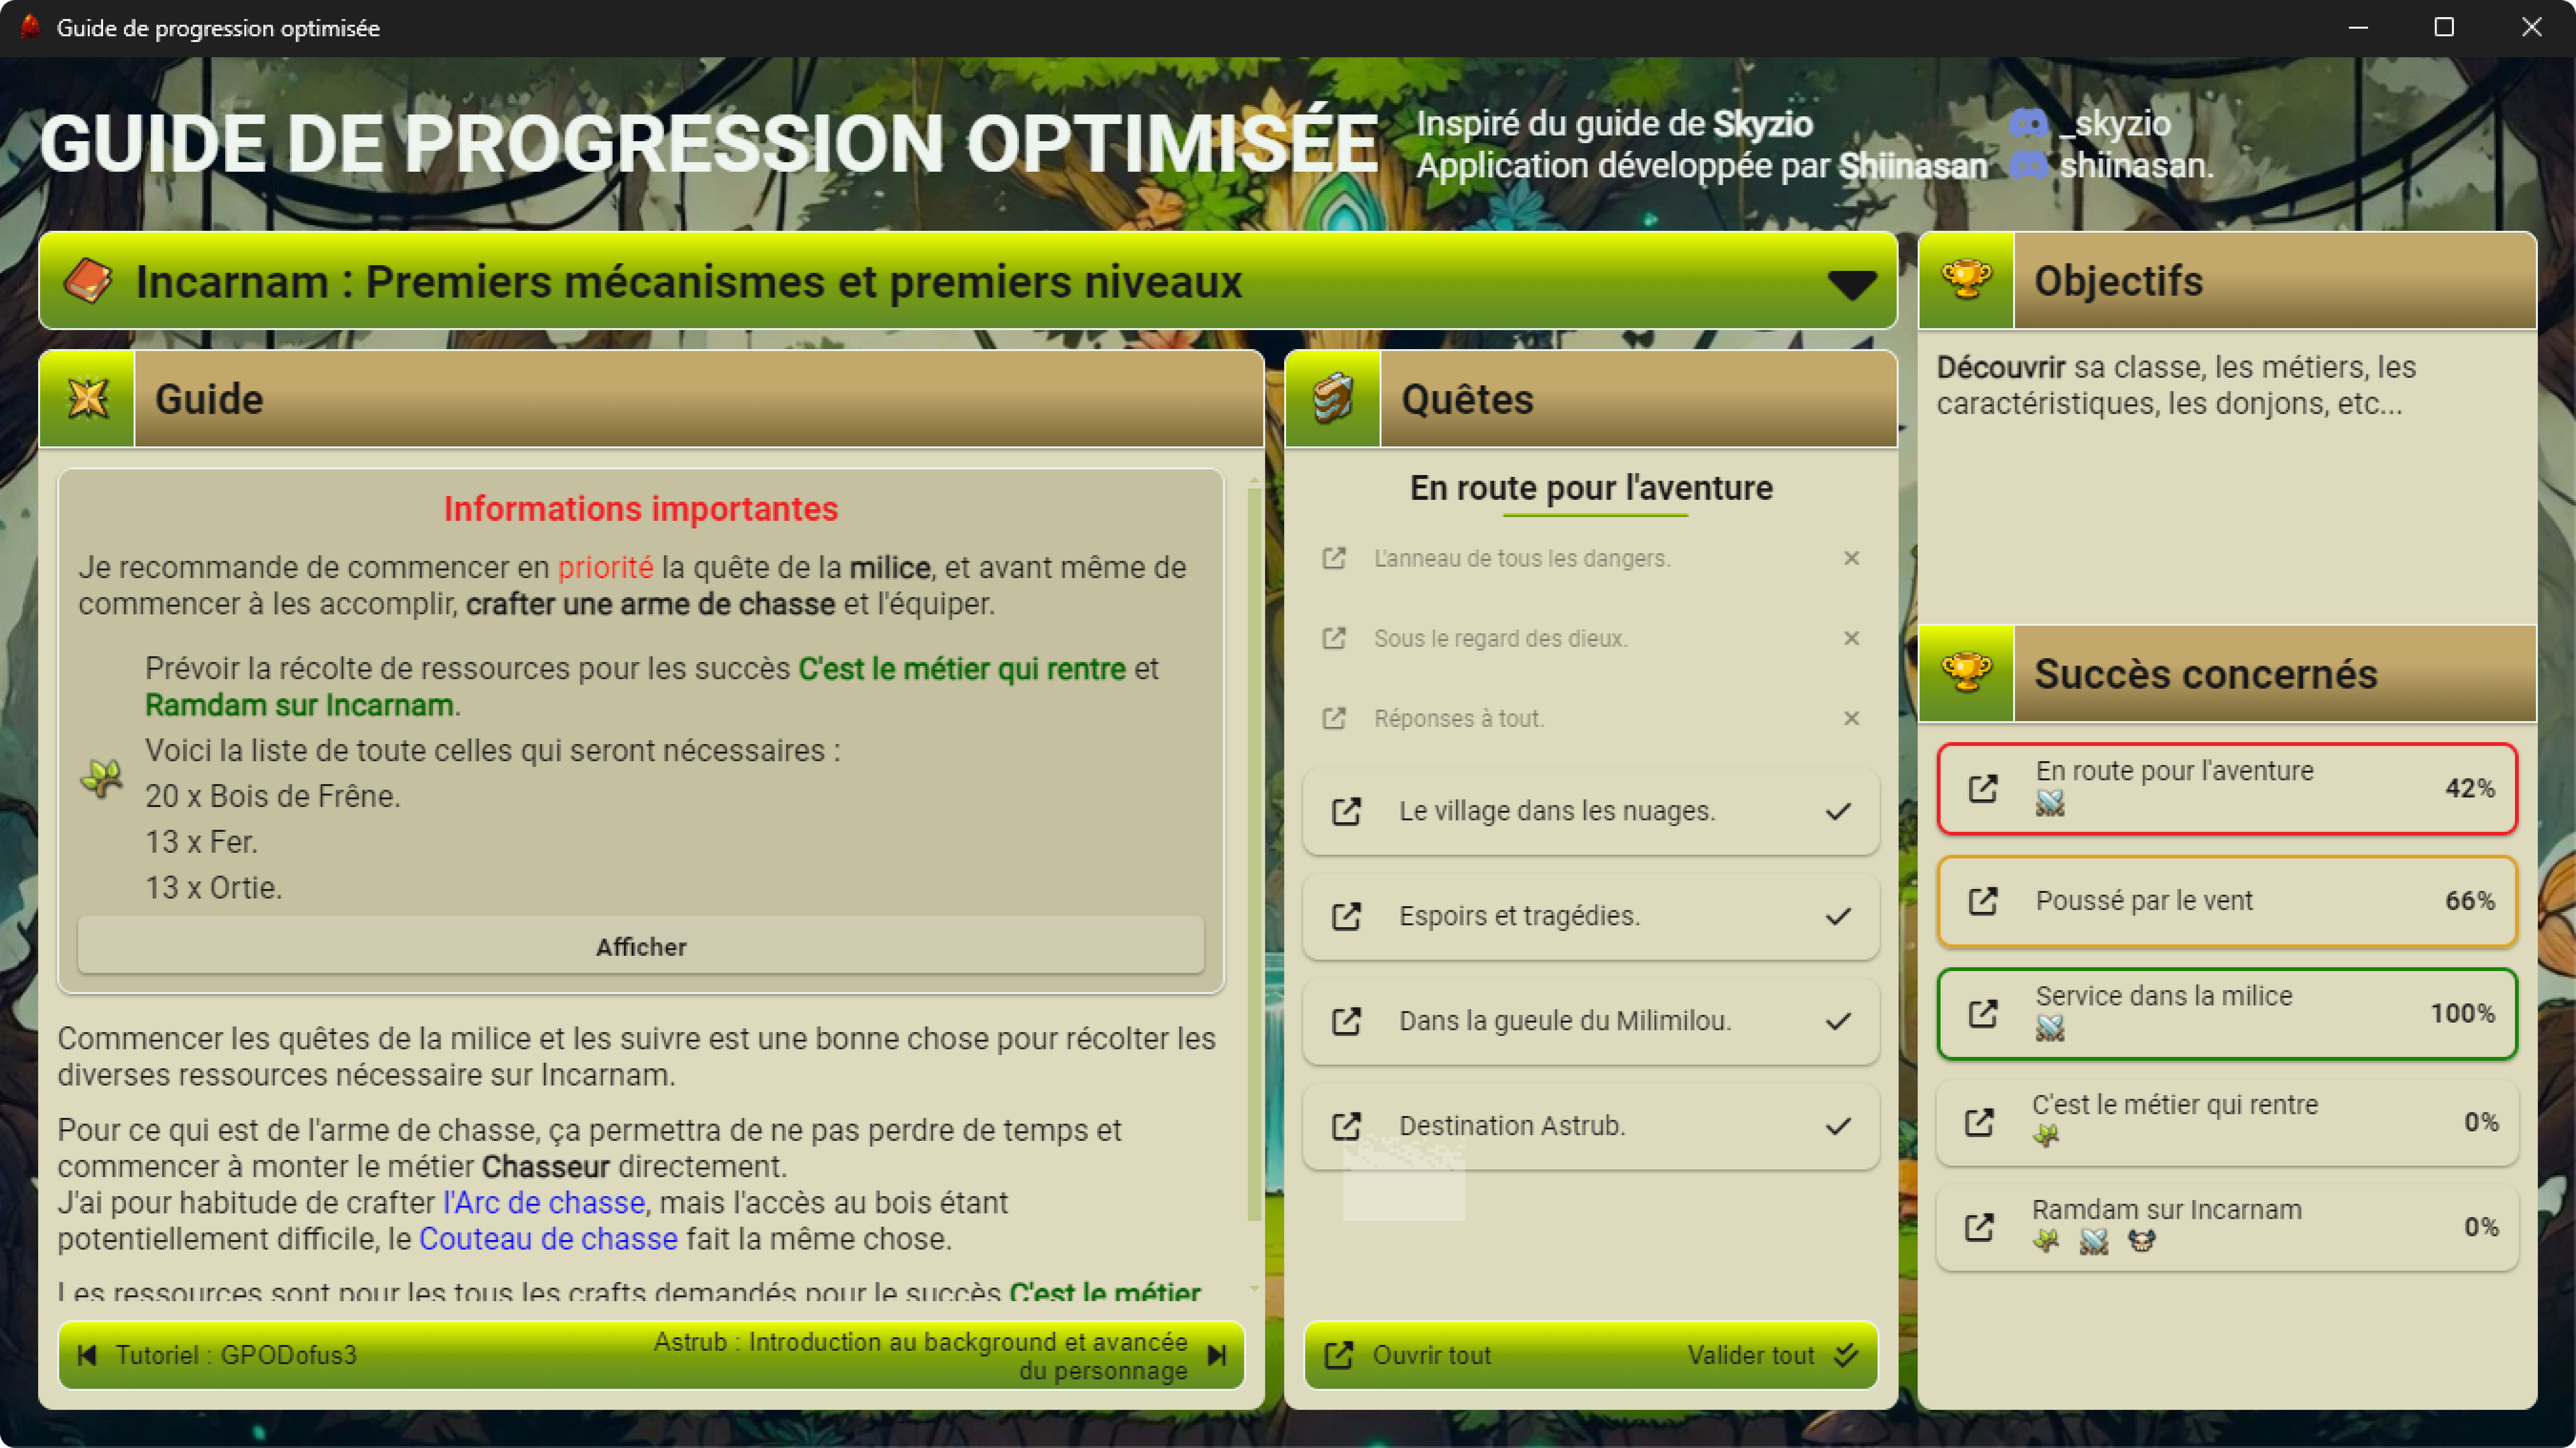 Guide de progression optimisée
GUIDE DE PROGRESSION OPTIMISÉE
Inspiré du guide de Skyzio
_skyzio
Application développée par Shiinasan
shiinasan.
Incarnam : Premiers mécanismes et premiers niveaux
Guide
Informations importantes
Je recommande de commencer en priorité la quête de la milice, et avant même de
commencer à les accomplir, crafter une arme de chasse et l'équiper.
Prévoir la récolte de ressources pour les succès C'est le métier qui rentre et
Ramdam sur Incarnam.
Voici la liste de toute celles qui seront nécessaires :
20 x Bois de Frêne.
13 x Fer.
13 x Ortie.
Afficher
Commencer les quêtes de la milice et les suivre est une bonne chose pour récolter les
diverses ressources nécessaire sur Incarnam.
Pour ce qui est de l'arme de chasse, ça permettra de ne pas perdre de temps et
commencer à monter le métier Chasseur directement.
J'ai pour habitude de crafter l'Arc de chasse, mais l'accès au bois étant
potentiellement difficile, le Couteau de chasse fait la même chose.
Les ressources sont pour les tous les crafts demandés pour le succès C'est le métier
Tutoriel : GPODofus3
Astrub : Introduction au background et avancée
du personnage
Quêtes
En route pour l'aventure
L'anneau de tous les dangers.
Sous le regard des dieux.
Réponses à tout.
Le village dans les nuages.
Espoirs et tragédies.
Dans la gueule du Milimilou.
Destination Astrub.
Ouvrir tout
Valider tout
Objectifs
Découvrir sa classe, les métiers, les
caractéristiques, les donjons, etc...
Succès concernés
En route pour l'aventure
42%
Poussé par le vent
66%
Service dans la milice
100%
C'est le métier qui rentre
0%
Ramdam sur Incarnam
0%